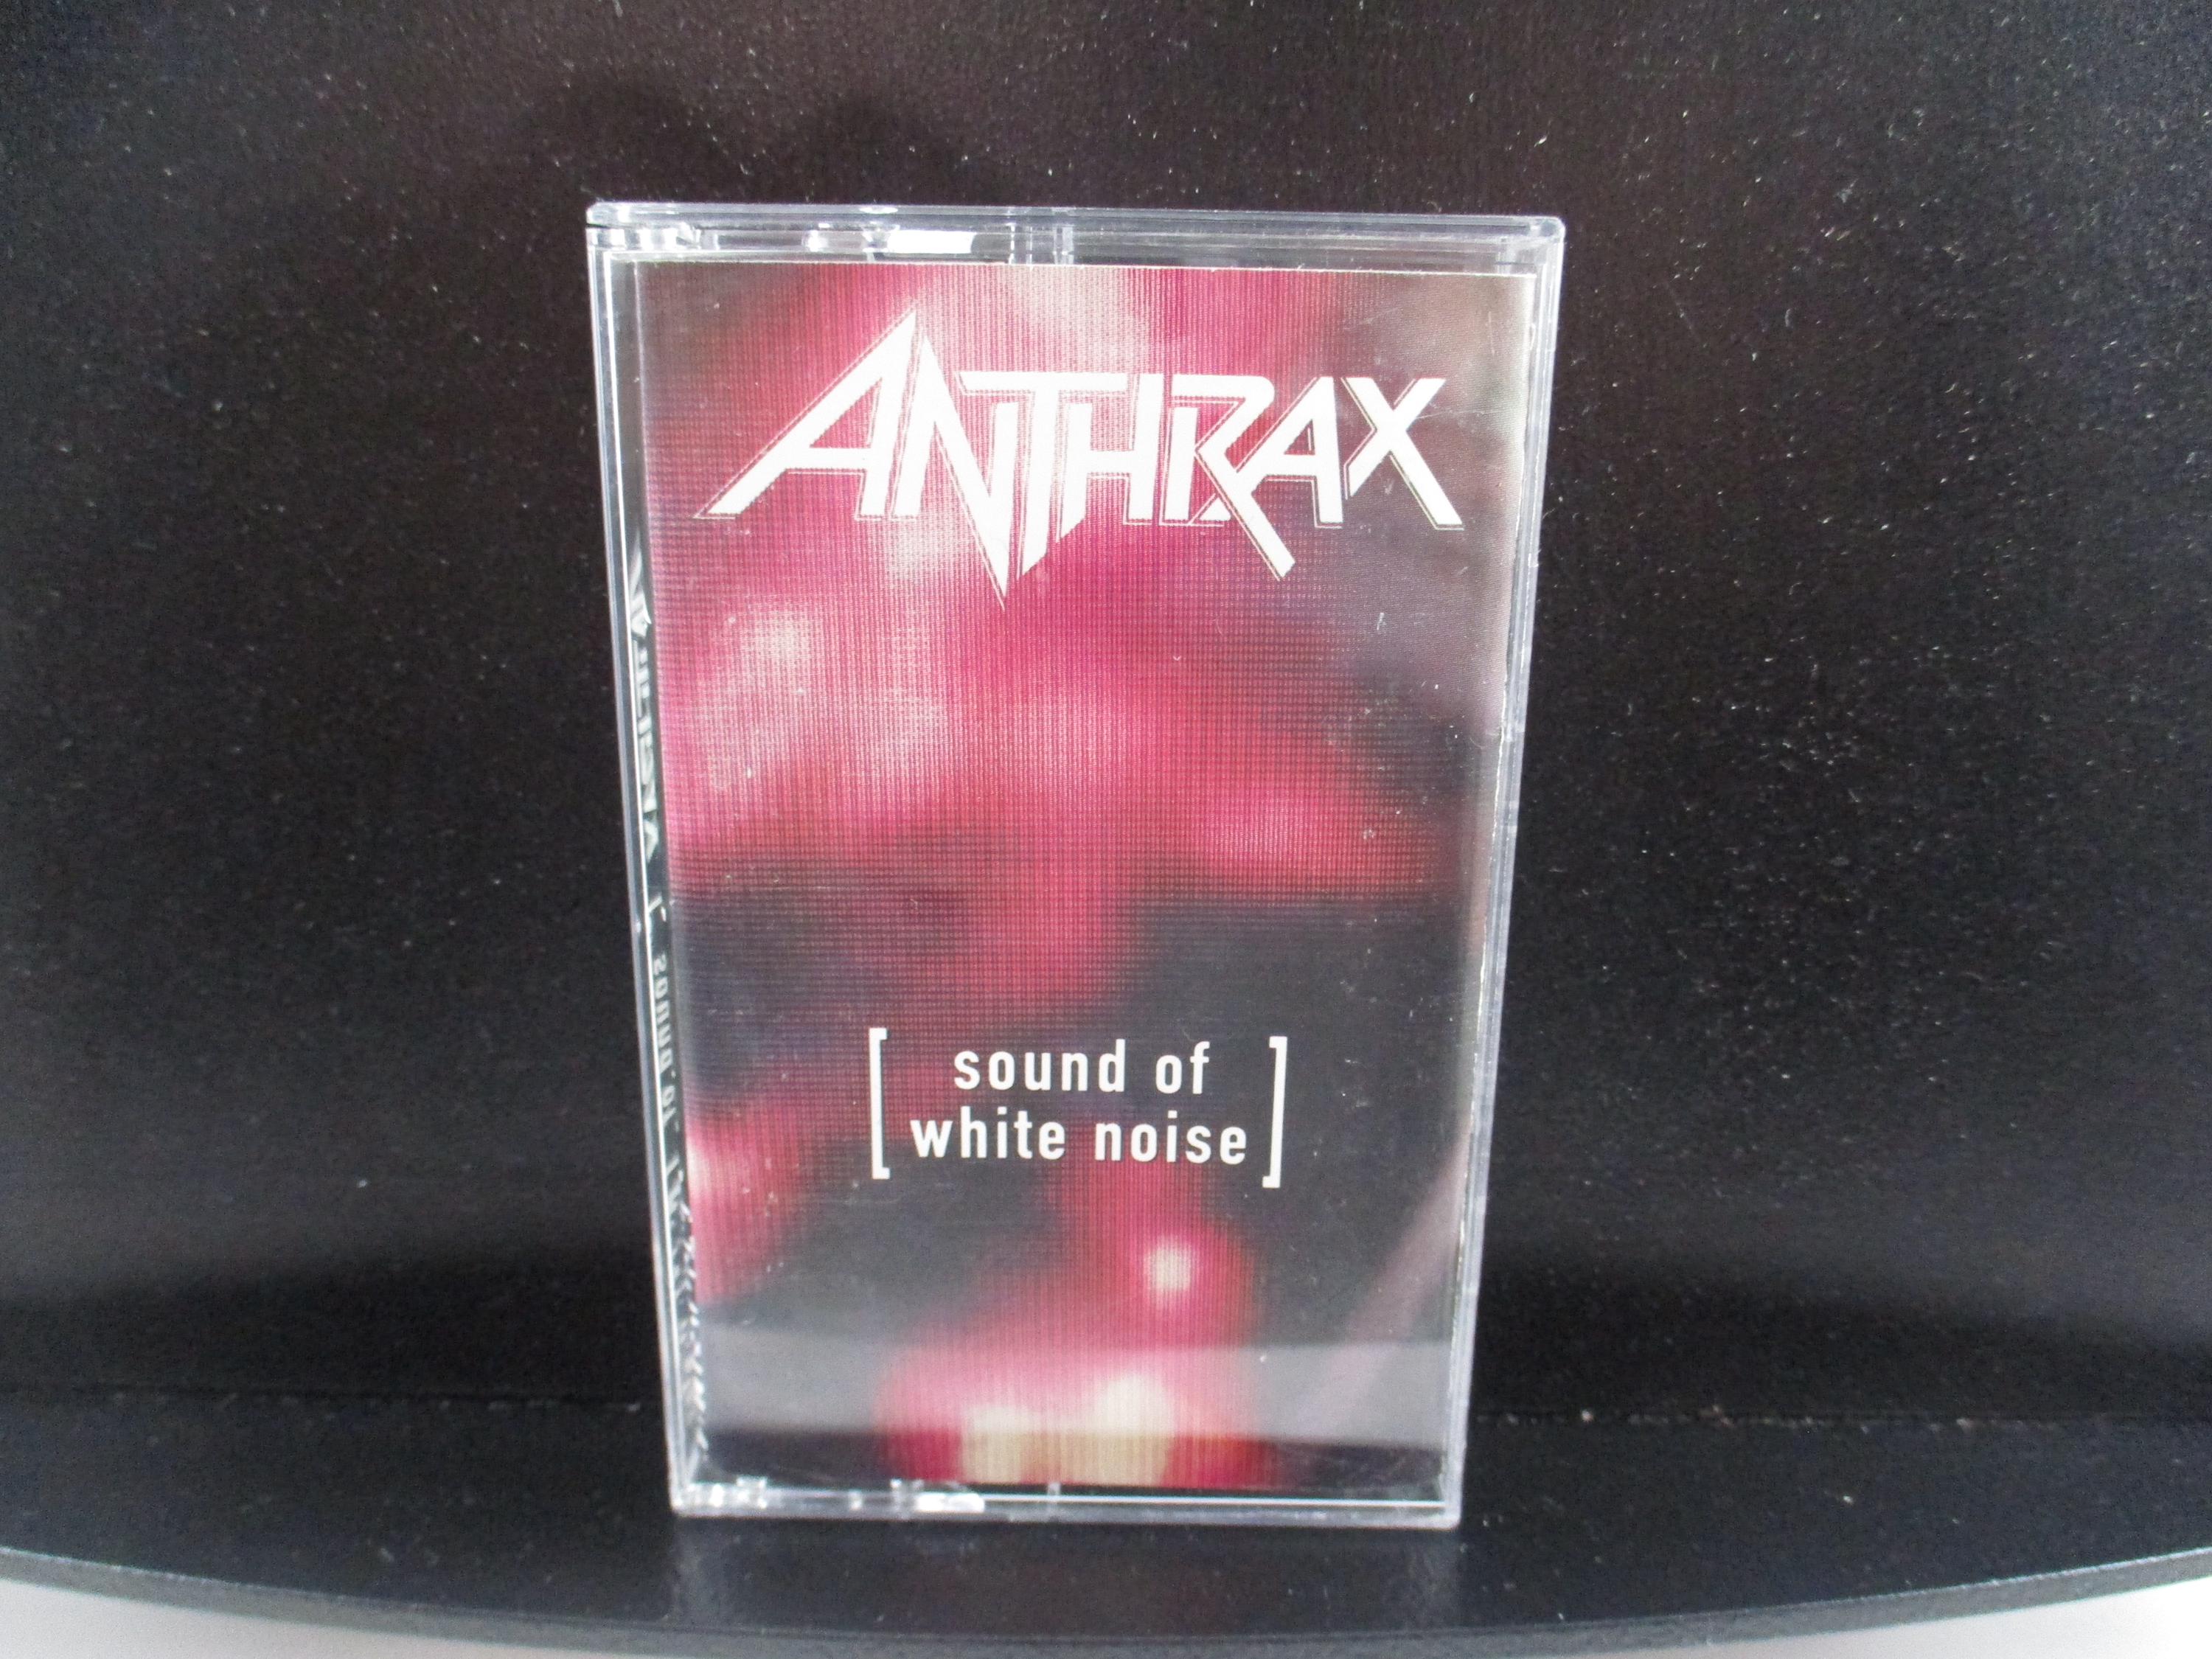 ANTHRAX
[ sound of
white noise ]